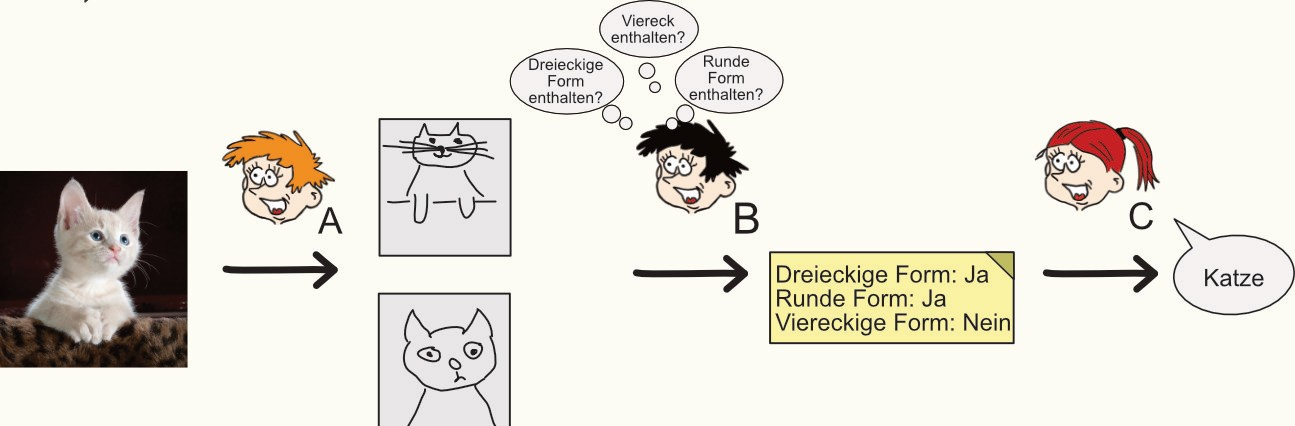 Viereck
enthalten?
Dreieckige
Form
enthalten?
Runde
Form
enthalten?
A
B
C
Dreieckige Form: Ja
Runde Form: Ja
Viereckige Form: Nein
Katze